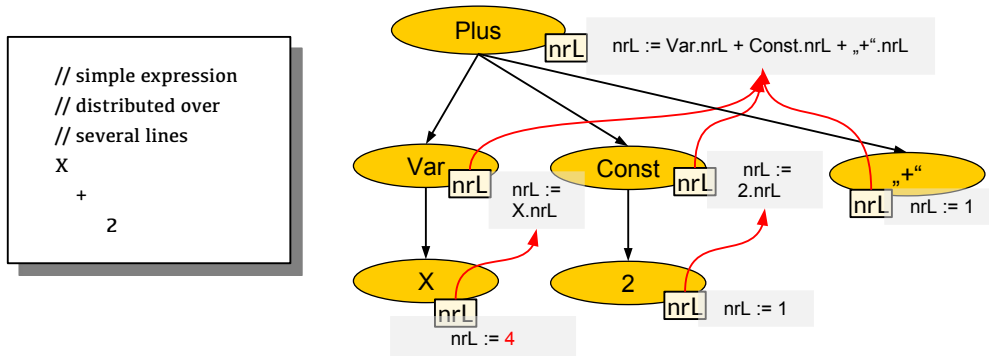 // simple expression
// distributed over
// several lines
X
+
2
Plus
nrL
nrL := Var.nrL + Const.nrL + „+“.nrL
Var
nrL
nrL :=
X.nrL
Const
nrL
nrL :=
2.nrL
„+“
nrL
nrL := 1
X
nrL
nrL := 4
2
nrL
nrL := 1